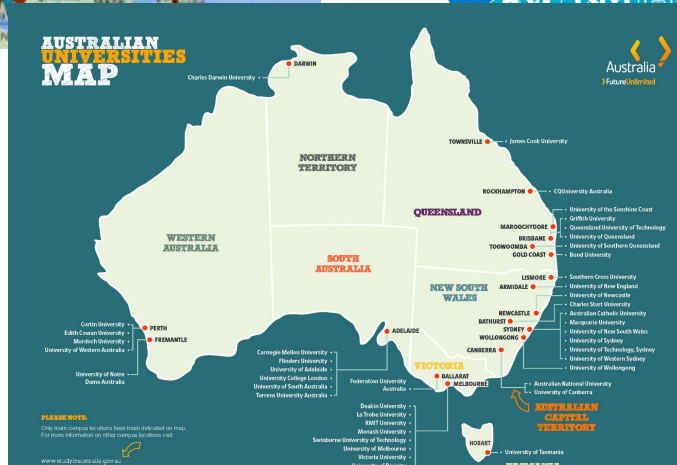 AUSTRALIAN
UNIVERSITIES
MAP
Australia
>FutureUnlimited
DARWIN
Charles Darwin University
TOWNSVILLE
James Cook University
NORTHERN
TERRITORY
ROCKHAMPTON
CQUniversity Australia
QUEENSLAND
University of the Sunshine Coast
Griffith University
MAROOCHYDORE
Queensland University of Technology
BRISBANE
University of Queensland
TOOWOOMBA
University of Southern Queensland
GOLD COAST
Bond University
WESTERN
AUSTRALIA
SOUTH
AUSTRALIA
LISMORE
Southern Cross University
NEW SOUTH
WALES
ARMIDALE
University of New England
University of Newcastle
NEWCASTLE
Charles Sturt University
BATHURST
Australian Catholic University
SYDNEY
Macquarie University
WOLLONGONG
University of New South Wales
University of Sydney
CANBERRA
University of Technology, Sydney
University of Western Sydney
University of Wollongong
Curtin University
Edith Cowan University
Murdoch University
University of Western Australia
PERTH
FREMANTLE
University of Notre
Dame Australia
ADELAIDE
Carnegie Mellon University
Flinders University
University of Adelaide
University College London
University of South Australia
Torrens University Australia
VICTORIA
BALLARAT
MELBOURNE
Federation University
Australia
Australian National University
University of Canberra
AUSTRALIAN
CAPITAL
TERRITORY
Deakin University
La Trobe University
RMIT University
Monash University
Swinburne University of Technology
University of Melbourne
Victoria University
HOBART
University of Tasmania
PLEASE NOTE:
Only main campus locations have been indicated on map.
For more information on other campus locations visit:
www.studyinaustralia.gov.au